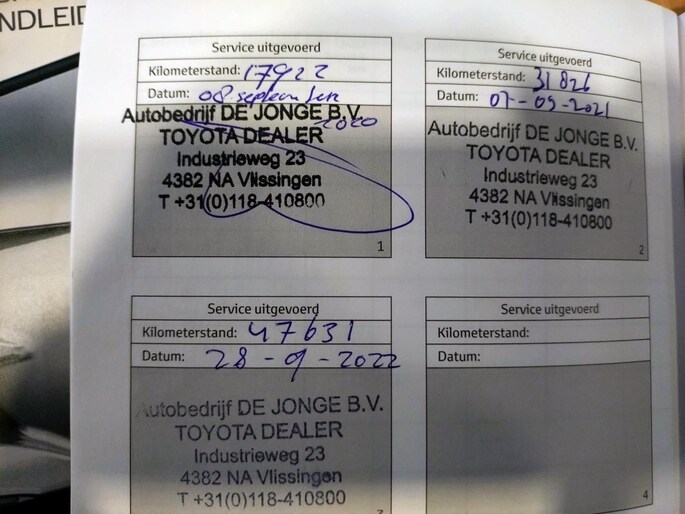 NDLEID
Service uitgevoerd
Kilometerstand: 17922
Datum: 08 september
2020
Autobedrijf DE JONGE B.V.
TOYOTA DEALER
Industrieweg 23
4382 NA Vlissingen
T +31(0)118-410800
1
Service uitgevoerd
Kilometerstand: 31826
Datum: 07-09-2021
Autobedrijf DE JONGE B.V.
TOYOTA DEALER
Industrieweg 23
4382 NA Vlissingen
T +31(0)118-410800
2
Service uitgevoerd
Kilometerstand: 47631
Datum: 28-9-2022
Autobedrijf DE JONGE B.V.
TOYOTA DEALER
Industrieweg 23
4382 NA Vlissingen
T +31(0)118-410800
3
Service uitgevoerd
Kilometerstand:
Datum:
4